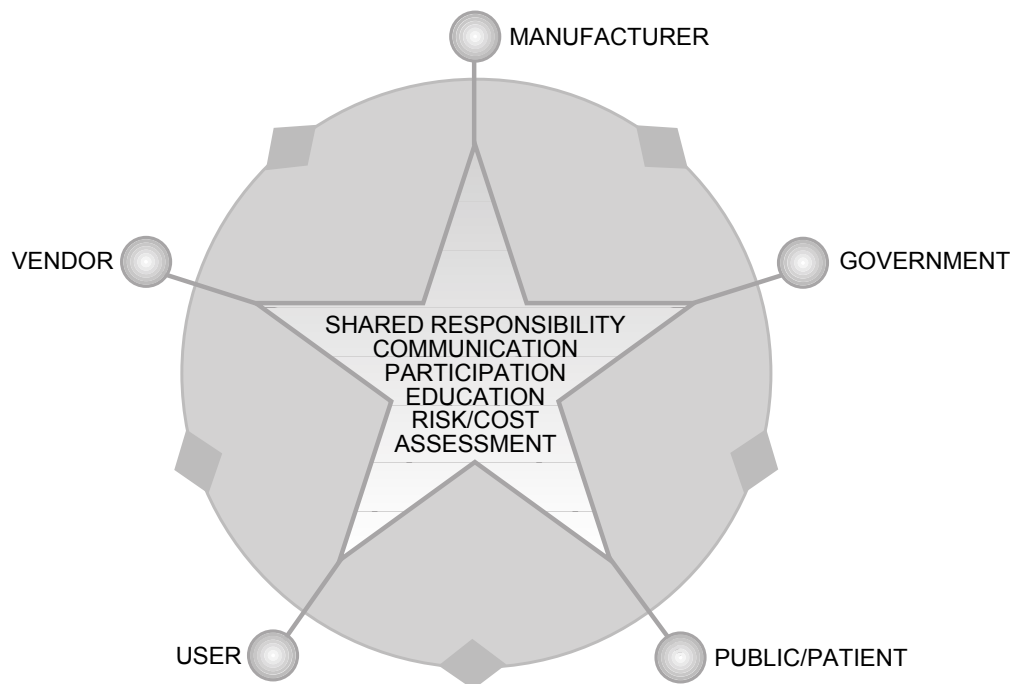 MANUFACTURER
VENDOR
GOVERNMENT
SHARED RESPONSIBILITY
COMMUNICATION
PARTICIPATION
EDUCATION
RISK/COST
ASSESSMENT
USER
PUBLIC/PATIENT